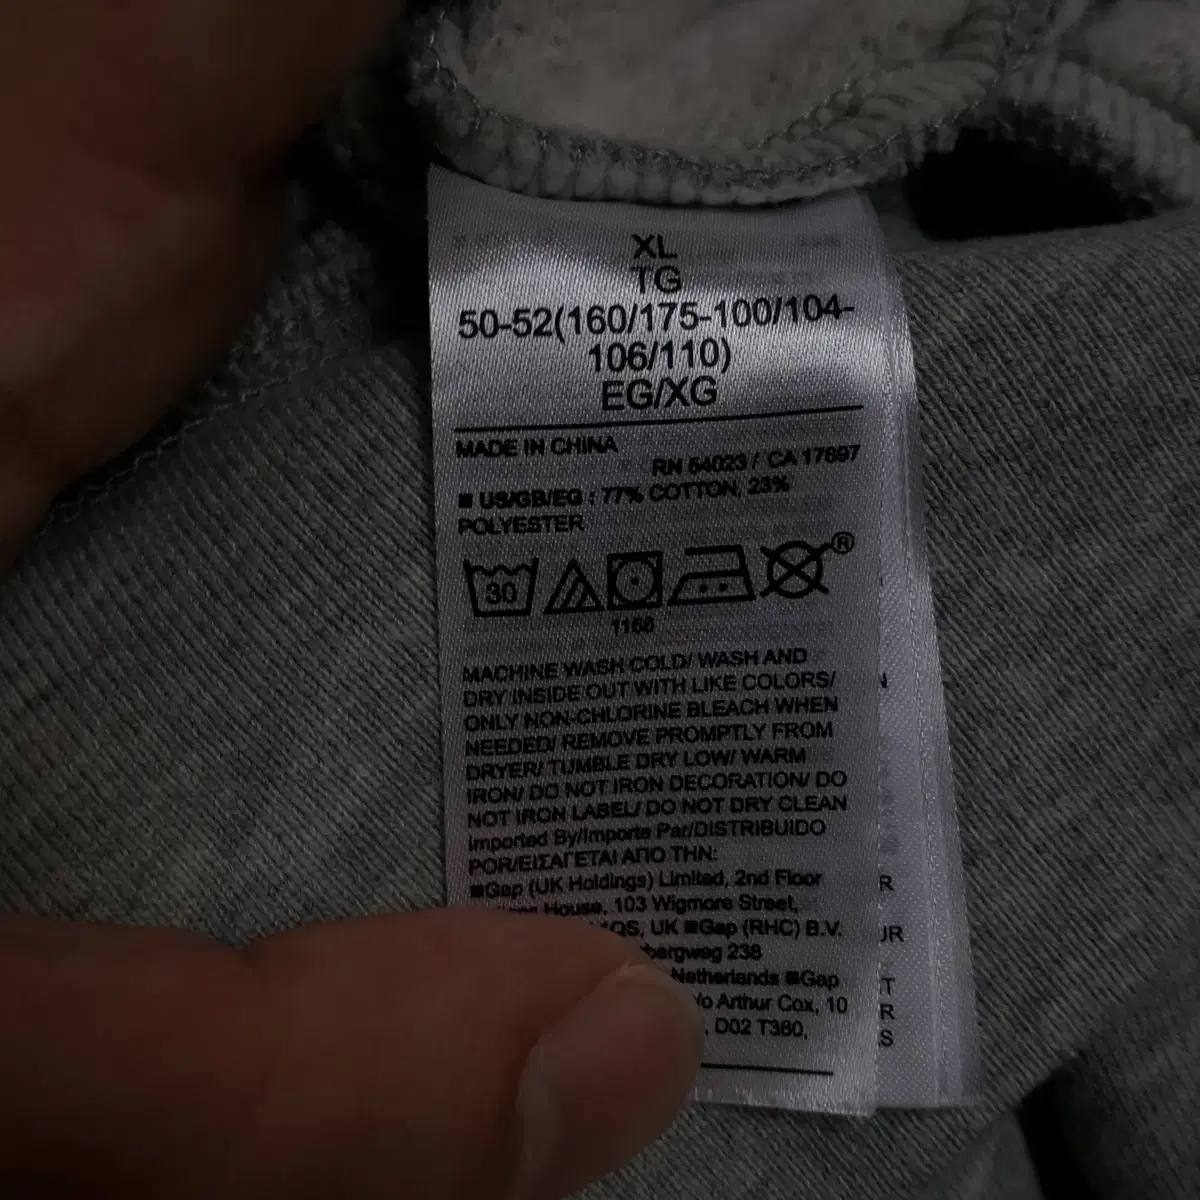 XL
TG
50-52(160/175-100/104-
106/110)
EG/XG
MADE IN CHINA
RN 54023 / CA 17897
US/GB/EG : 77% COTTON, 23%
POLYESTER
30
®
1168
MACHINE WASH COLD/ WASH AND
DRY INSIDE OUT WITH LIKE COLORS/
ONLY NON-CHLORINE BLEACH WHEN
NEEDED/ REMOVE PROMPTLY FROM
DRYER/ TUMBLE DRY LOW/ WARM
IRON/ DO NOT IRON DECORATION/ DO
NOT IRON LABEL/ DO NOT DRY CLEAN
Imported By/Importe Par/DISTRIBUIDO
POR/ΕΙΣΑΓΕΤΑΙ ΑΠΟ ΤΗΝ:
Gap (UK Holdings) Limited, 2nd Floor
House, 103 Wigmore Street,
UK Gap (RHC) B.V.
238
Netherlands Gap
Arthur Cox, 10
D02 T380,